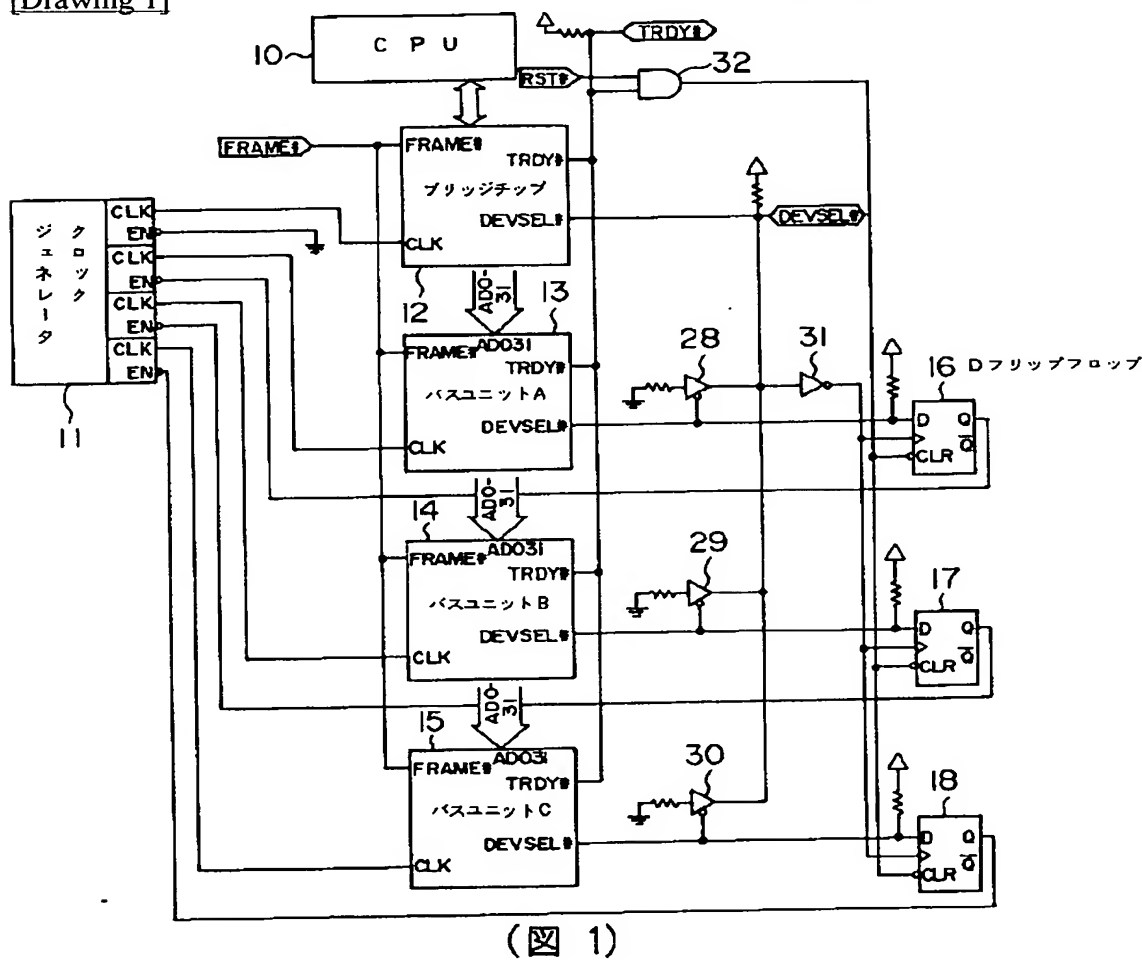 [Drawing 1]
CPU
10
TRDY#
RST#
32
FRAME#
FRAME#
TRDY#
ブリッジチップ
DEVSEL#
CLK
12
DEVSEL#
クロック
ジェネレータ
CLK
EN
CLK
EN
CLK
EN
CLK
EN
11
AD0-
31
13
FRAME#
AD031
TRDY#
バスユニットA
DEVSEL#
CLK
28
31
16 Dフリップフロップ
D
Q
Q̅
CLR
AD0-
31
14
FRAME#
AD031
TRDY#
バスユニットB
DEVSEL#
CLK
29
17
D
Q
Q̅
CLR
AD0-
31
15
FRAME#
AD031
TRDY#
バスユニットC
DEVSEL#
CLK
30
18
D
Q
Q̅
CLR
(図 1)